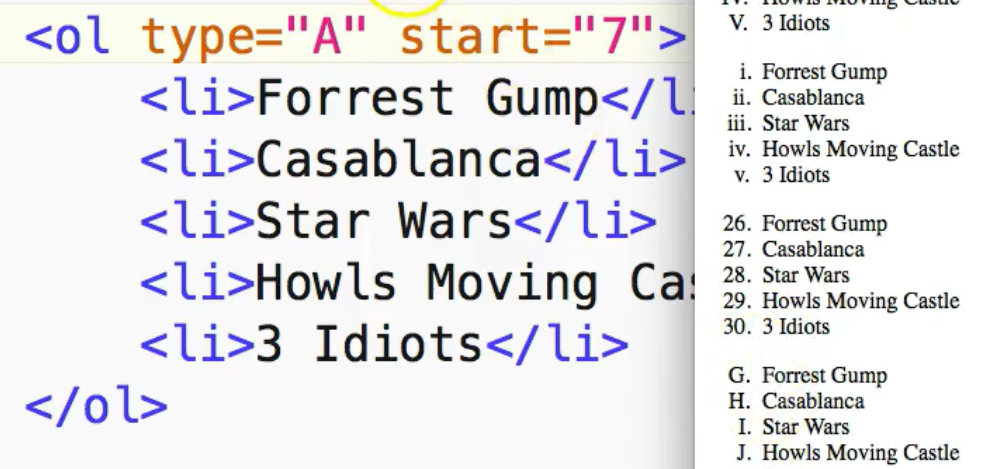 <ol type="A" start="7">
<li>Forrest Gump</li
<li>Casablanca</li>
<li>Star Wars</li>
<li>Howls Moving Cas
<li>3 Idiots</li>
</ol>
IV. Howls Moving Castle
V. 3 Idiots
i. Forrest Gump
ii. Casablanca
iii. Star Wars
iv. Howls Moving Castle
v. 3 Idiots
26. Forrest Gump
27. Casablanca
28. Star Wars
29. Howls Moving Castle
30. 3 Idiots
G. Forrest Gump
H. Casablanca
I. Star Wars
J. Howls Moving Castle